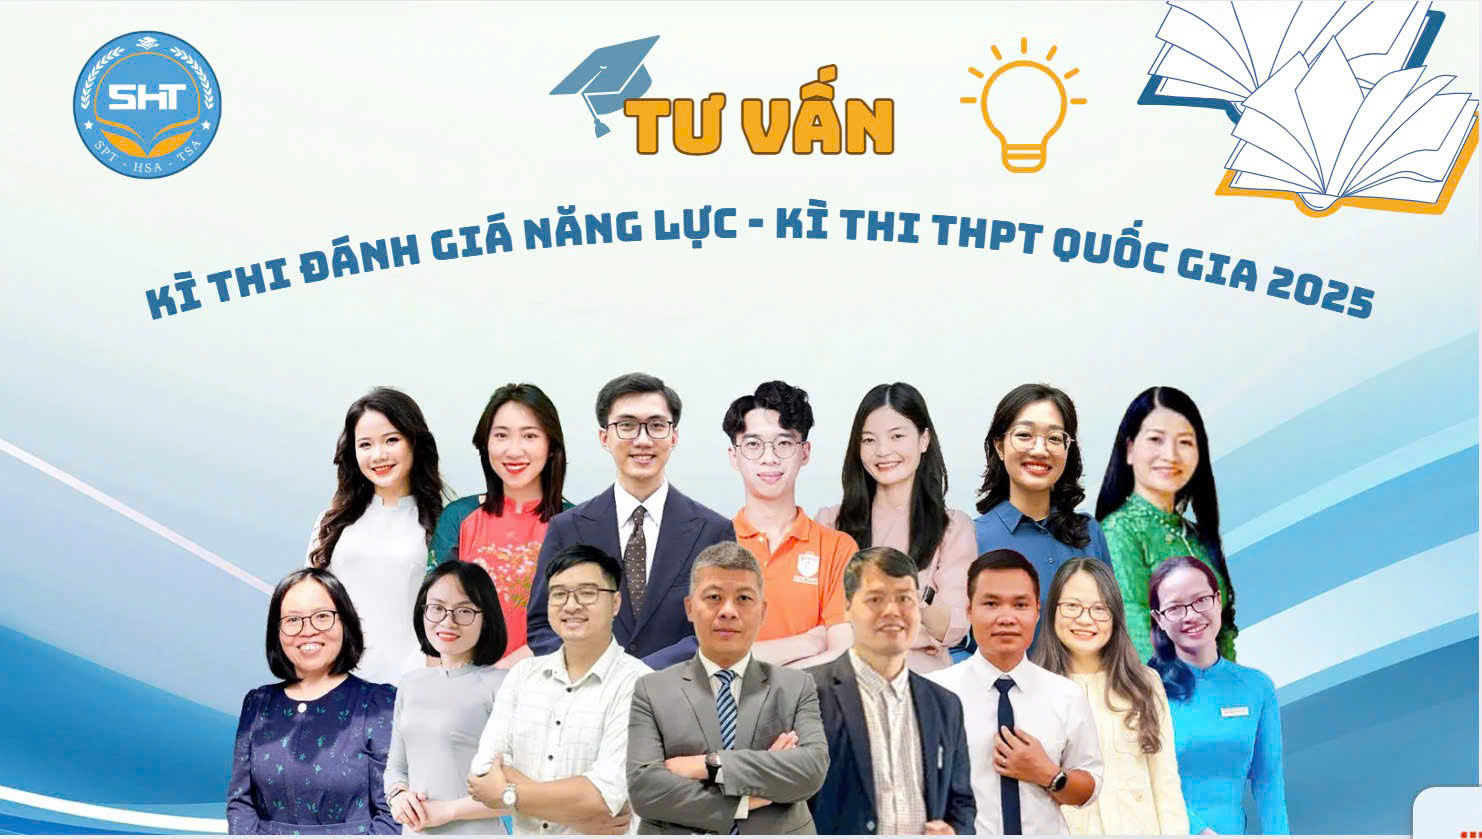 SHT
SPT - HSA - TSA
TƯ VẤN
KÌ THI ĐÁNH GIÁ NĂNG LỰC - KÌ THI THPT QUỐC GIA 2025